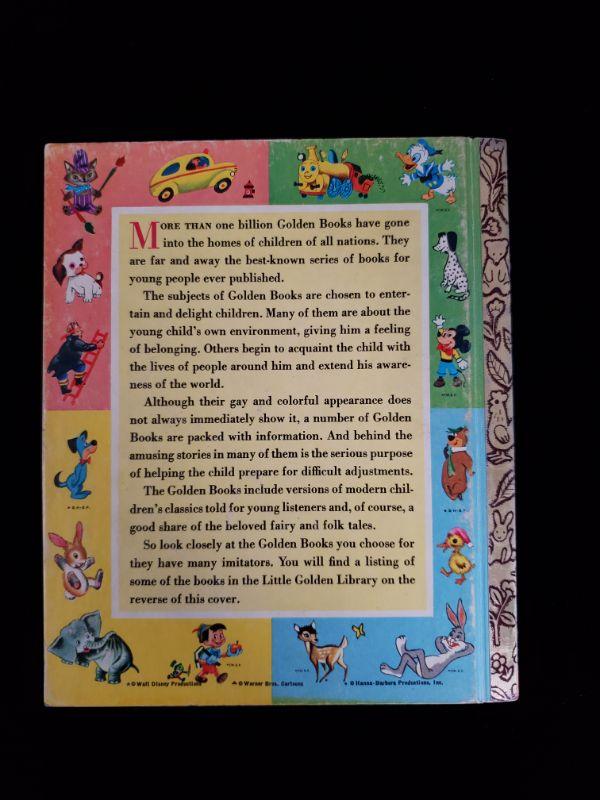 MORE THAN one billion Golden Books have gone
into the homes of children of all nations. They
are far and away the best-known series of books for
young people ever published.
The subjects of Golden Books are chosen to enter-
tain and delight children. Many of them are about the
young child's own environment, giving him a feeling
of belonging. Others begin to acquaint the child with
the lives of people around him and extend his aware-
ness of the world.
Although their gay and colorful appearance does
not always immediately show it, a number of Golden
Books are packed with information. And behind the
amusing stories in many of them is the serious purpose
of helping the child prepare for difficult adjustments.
The Golden Books include versions of modern chil-
dren's classics told for young listeners and, of course, a
good share of the beloved fairy and folk tales.
So look closely at the Golden Books you choose for
they have many imitators. You will find a listing of
some of the books in the Little Golden Library on the
reverse of this cover.
© Walt Disney Productions
© Warner Bros. Cartoons
© Hanna-Barbera Productions, Inc.